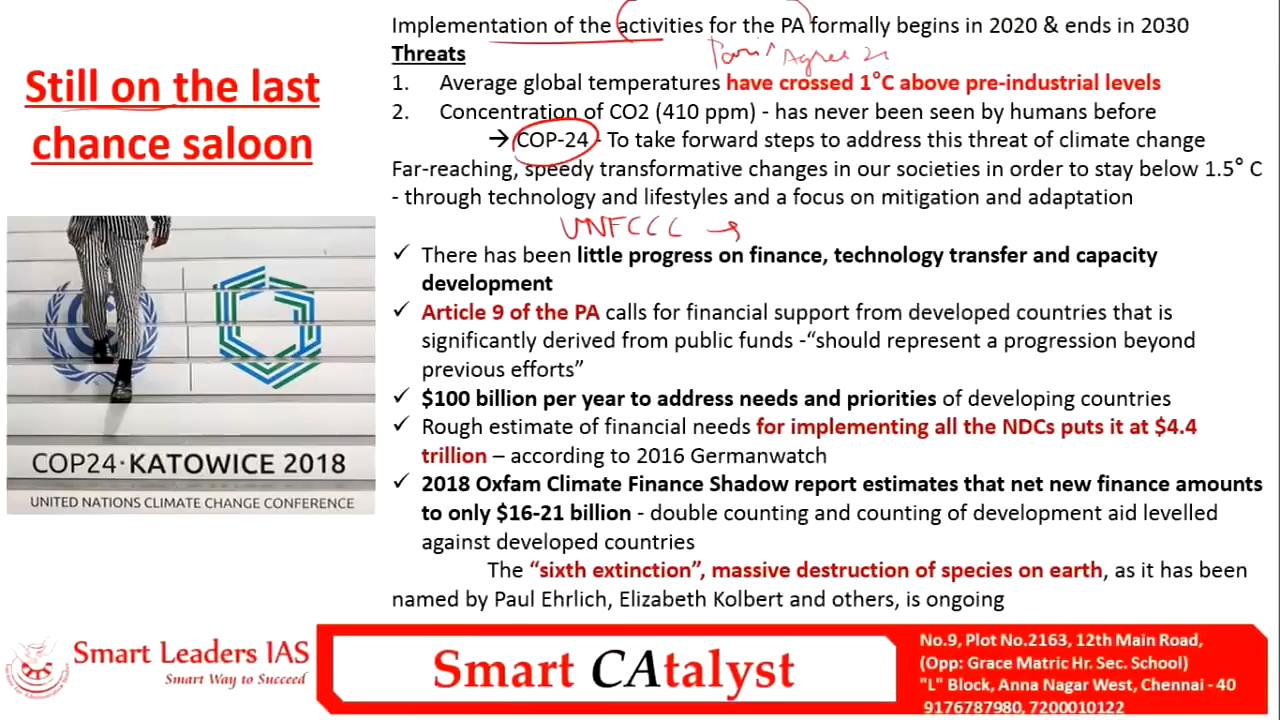 Still on the last
chance saloon
COP24·KATOWICE 2018
UNITED NATIONS CLIMATE CHANGE CONFERENCE
Implementation of the activities for the PA formally begins in 2020 & ends in 2030
Paris Agree
Threats
1. Average global temperatures have crossed 1°C above pre-industrial levels
2. Concentration of CO2 (410 ppm) - has never been seen by humans before
→ COP-24 - To take forward steps to address this threat of climate change
Far-reaching, speedy transformative changes in our societies in order to stay below 1.5° C
- through technology and lifestyles and a focus on mitigation and adaptation
UNFCCC →
✓ There has been little progress on finance, technology transfer and capacity
development
✓ Article 9 of the PA calls for financial support from developed countries that is
significantly derived from public funds -“should represent a progression beyond
previous efforts”
✓ $100 billion per year to address needs and priorities of developing countries
✓ Rough estimate of financial needs for implementing all the NDCs puts it at $4.4
trillion – according to 2016 Germanwatch
✓ 2018 Oxfam Climate Finance Shadow report estimates that net new finance amounts
to only $16-21 billion - double counting and counting of development aid levelled
against developed countries
The “sixth extinction”, massive destruction of species on earth, as it has been
named by Paul Ehrlich, Elizabeth Kolbert and others, is ongoing
Smart Leaders IAS
Smart Way to Succeed
Smart CAtalyst
No.9, Plot No.2163, 12th Main Road,
(Opp: Grace Matric Hr. Sec. School)
"L" Block, Anna Nagar West, Chennai - 40
9176787980, 7200010122